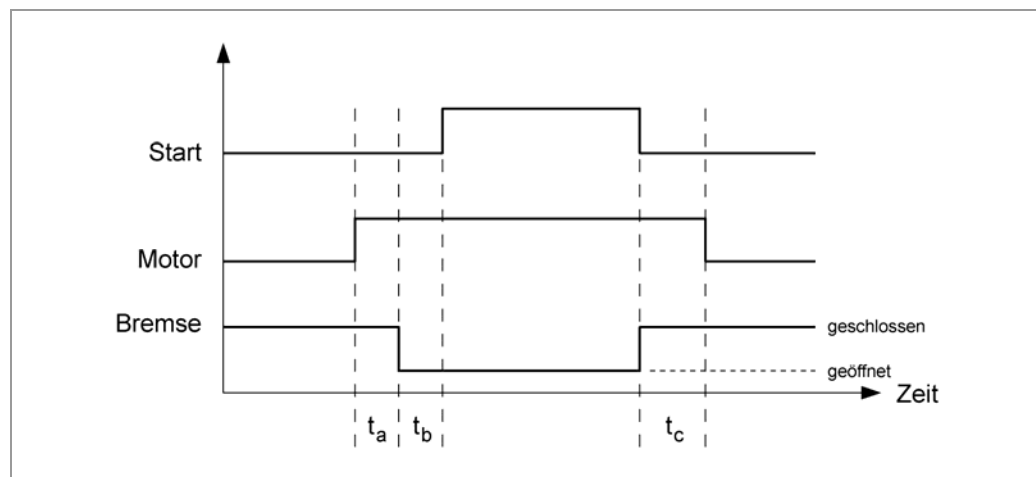 Start
Motor
Bremse
geschlossen
geöffnet
Zeit
ta
tb
tc